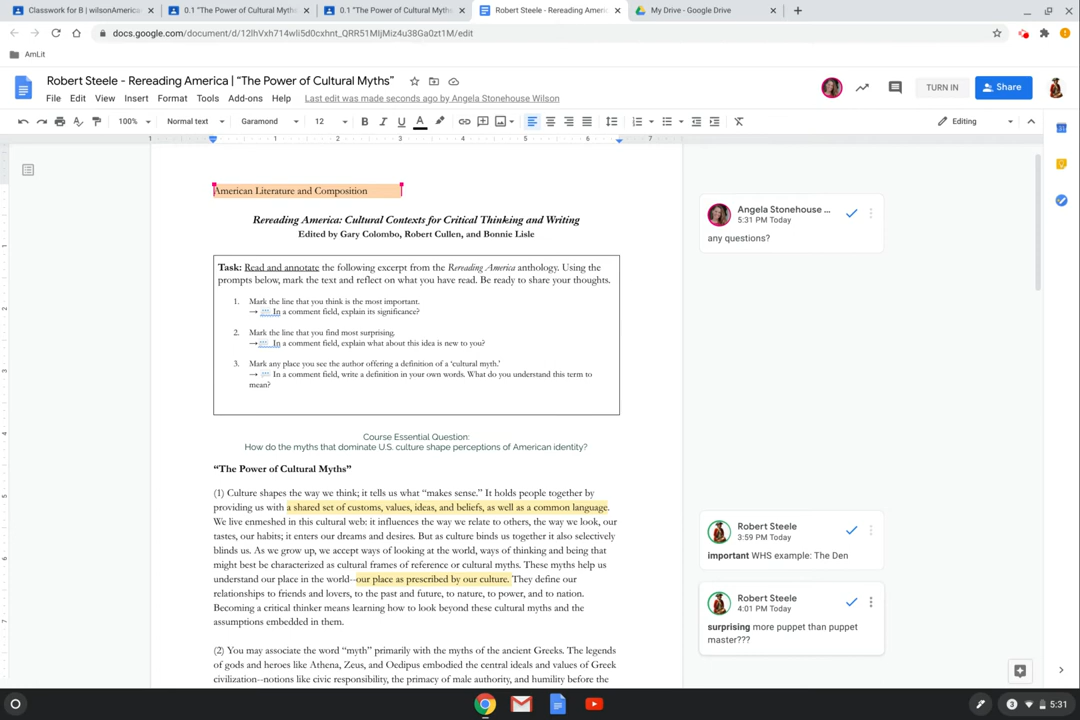 Classwork for B | wilsonAmerican
0.1 "The Power of Cultural Myths
0.1 "The Power of Cultural Myths
Robert Steele - Rereading Ameri
My Drive - Google Drive
docs.google.com/document/d/12lhVxh714wli5d0cxhnt_QRR51MljMiz4u38Ga0zt1M/edit
AmLit
Robert Steele - Rereading America | “The Power of Cultural Myths”
File Edit View Insert Format Tools Add-ons Help Last edit was made seconds ago by Angela Stonehouse Wilson
TURN IN
Share
100% Normal text Garamond 12 Editing
1 1 2 3 4 5 6 7
American Literature and Composition
Rereading America: Cultural Contexts for Critical Thinking and Writing
Edited by Gary Colombo, Robert Cullen, and Bonnie Lisle
Task: Read and annotate the following excerpt from the Rereading America anthology. Using the
prompts below, mark the text and reflect on what you have read. Be ready to share your thoughts.
1. Mark the line that you think is the most important.
→ In a comment field, explain its significance?
2. Mark the line that you find most surprising.
→ In a comment field, explain what about this idea is new to you?
3. Mark any place you see the author offering a definition of a ‘cultural myth.’
→ In a comment field, write a definition in your own words. What do you understand this term to
mean?
Course Essential Question:
How do the myths that dominate U.S. culture shape perceptions of American identity?
“The Power of Cultural Myths”
(1) Culture shapes the way we think; it tells us what “makes sense.” It holds people together by
providing us with a shared set of customs, values, ideas, and beliefs, as well as a common language.
We live enmeshed in this cultural web: it influences the way we relate to others, the way we look, our
tastes, our habits; it enters our dreams and desires. But as culture binds us together it also selectively
blinds us. As we grow up, we accept ways of looking at the world, ways of thinking and being that
might best be characterized as cultural frames of reference or cultural myths. These myths help us
understand our place in the world--our place as prescribed by our culture. They define our
relationships to friends and lovers, to the past and future, to nature, to power, and to nation.
Becoming a critical thinker means learning how to look beyond these cultural myths and the
assumptions embedded in them.
(2) You may associate the word “myth” primarily with the myths of the ancient Greeks. The legends
of gods and heroes like Athena, Zeus, and Oedipus embodied the central ideals and values of Greek
civilization--notions like civic responsibility, the primacy of male authority, and humility before the
Angela Stonehouse ...
5:31 PM Today
any questions?
Robert Steele
3:59 PM Today
important WHS example: The Den
Robert Steele
4:01 PM Today
surprising more puppet than puppet
master???
3 5:31